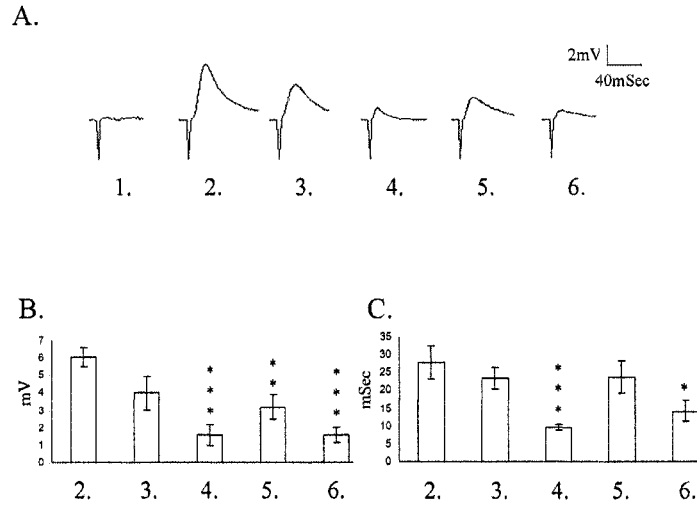 A.
2mV
40mSec
1. 2. 3. 4. 5. 6.
B.
7
6
5
4
3
2
1
0
mV
* * *
* *
* * *
2. 3. 4. 5. 6.
C.
35
30
25
20
15
10
5
0
mSec
* * *
*
2. 3. 4. 5. 6.